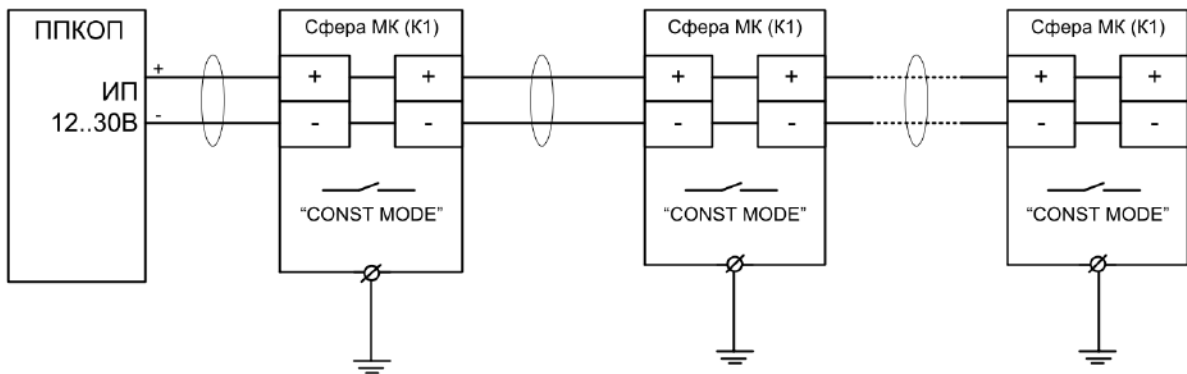 ППКОП
ИП
12..30В
+
-
Сфера МК (К1)
+ +
- -
“CONST MODE”
Сфера МК (К1)
+ +
- -
“CONST MODE”
Сфера МК (К1)
+ +
- -
“CONST MODE”